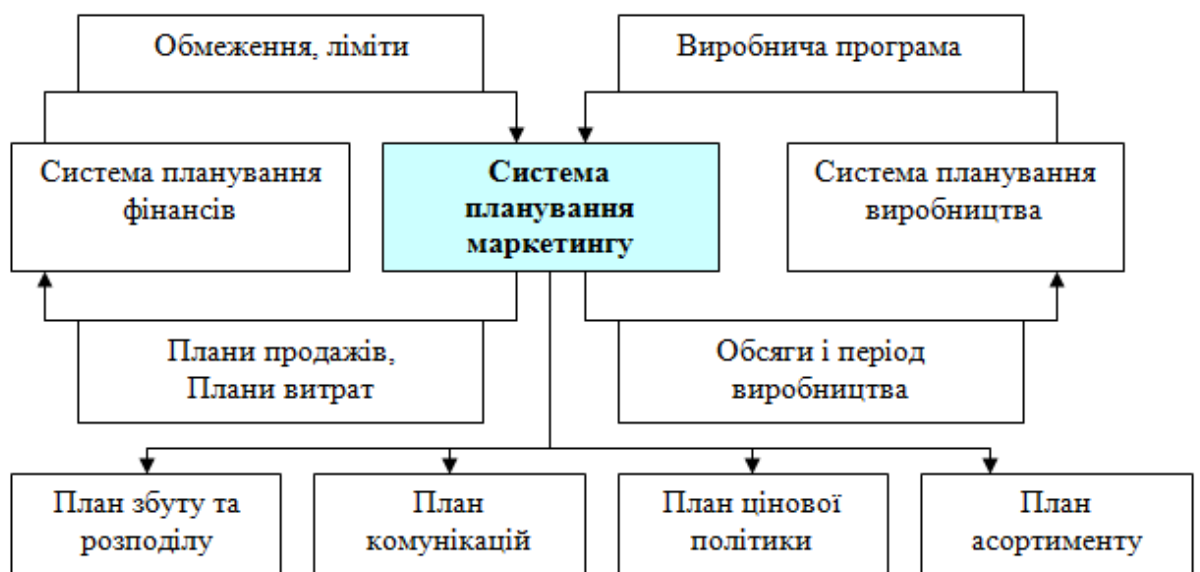 Обмеження, ліміти
Виробнича програма
Система планування
фінансів
Система
планування
маркетингу
Система планування
виробництва
Плани продажів,
Плани витрат
Обсяги і період
виробництва
План збуту та
розподілу
План
комунікацій
План цінової
політики
План
асортименту